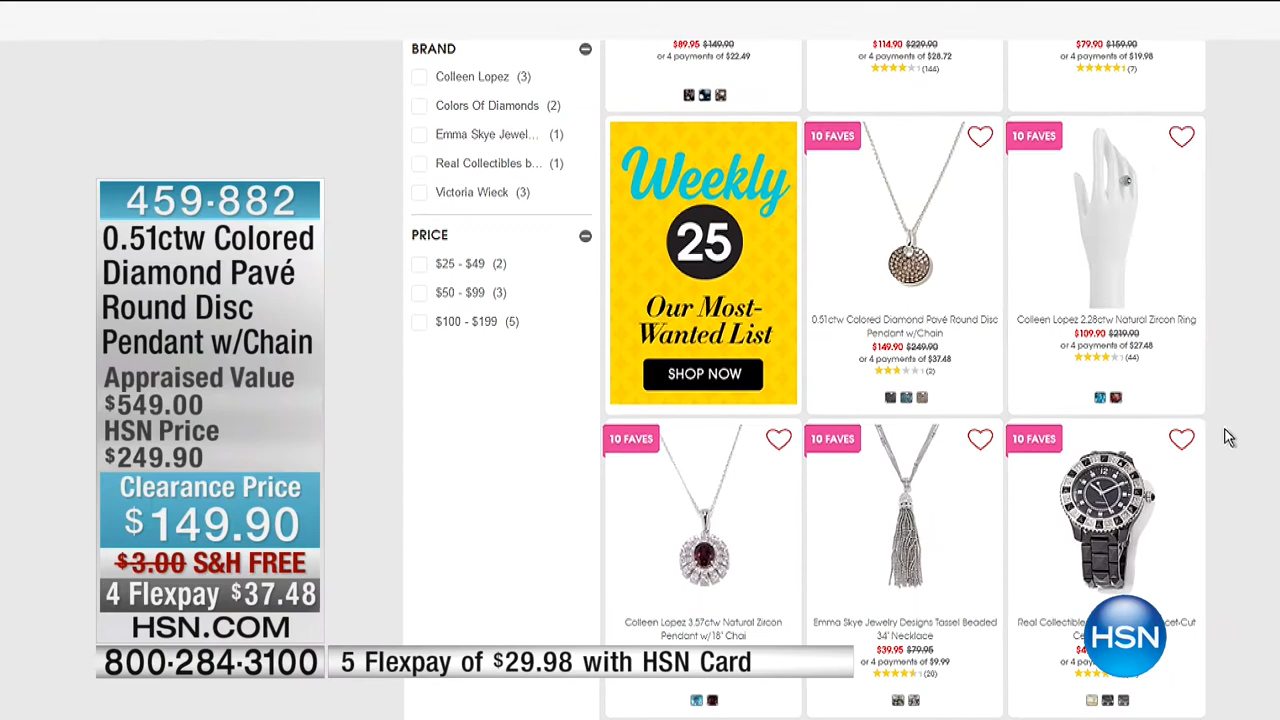 459-882
0.51ctw Colored
Diamond Pavé
Round Disc
Pendant w/Chain
Appraised Value
$549.00
HSN Price
$249.90
Clearance Price
$149.90
$3.00 S&H FREE
4 Flexpay $37.48
HSN.COM
800-284-3100
5 Flexpay of $29.98 with HSN Card
BRAND
Colleen Lopez (3)
Colors Of Diamonds (2)
Emma Skye Jewel... (1)
Real Collectibles b... (1)
Victoria Wieck (3)
PRICE
$25 - $49 (2)
$50 - $99 (3)
$100 - $199 (5)
$89.95 $149.90
or 4 payments of $22.49
$114.90 $229.90
or 4 payments of $28.72
(144)
$79.90 $159.90
or 4 payments of $19.98
(7)
Weekly
25
Our Most-
Wanted List
SHOP NOW
10 FAVES
0.51ctw Colored Diamond Pavé Round Disc
Pendant w/Chain
$149.90 $249.90
or 4 payments of $37.48
(2)
10 FAVES
Colleen Lopez 2.28ctw Natural Zircon Ring
$109.90 $219.90
or 4 payments of $27.48
(44)
10 FAVES
Colleen Lopez 3.57ctw Natural Zircon
Pendant w/18" Chai
10 FAVES
Emma Skye Jewelry Designs Tassel Beaded
34" Necklace
$39.95 $79.95
or 4 payments of $9.99
(20)
10 FAVES
Real Collectible
HSN